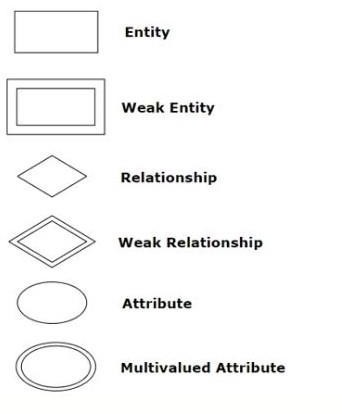 Entity
Weak Entity
Relationship
Weak Relationship
Attribute
Multivalued Attribute